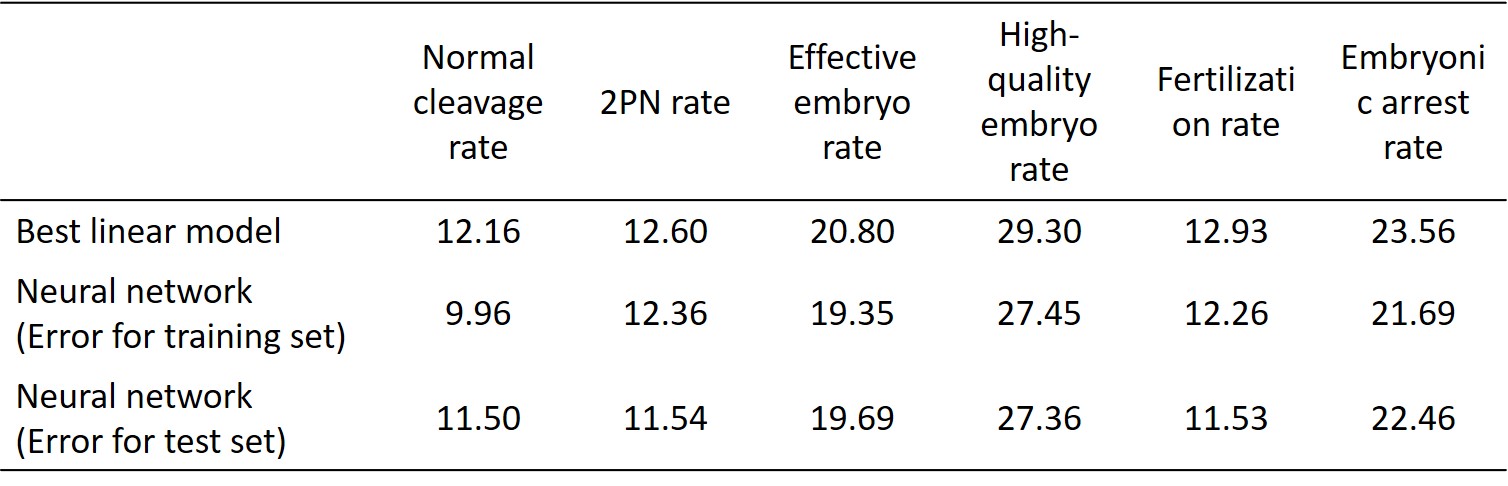 Normal cleavage rate 2PN rate Effective embryo rate High-quality embryo rate Fertilizati on rate Embryoni c arrest rate
Best linear model 12.16 12.60 20.80 29.30 12.93 23.56
Neural network
(Error for training set) 9.96 12.36 19.35 27.45 12.26 21.69
Neural network
(Error for test set) 11.50 11.54 19.69 27.36 11.53 22.46